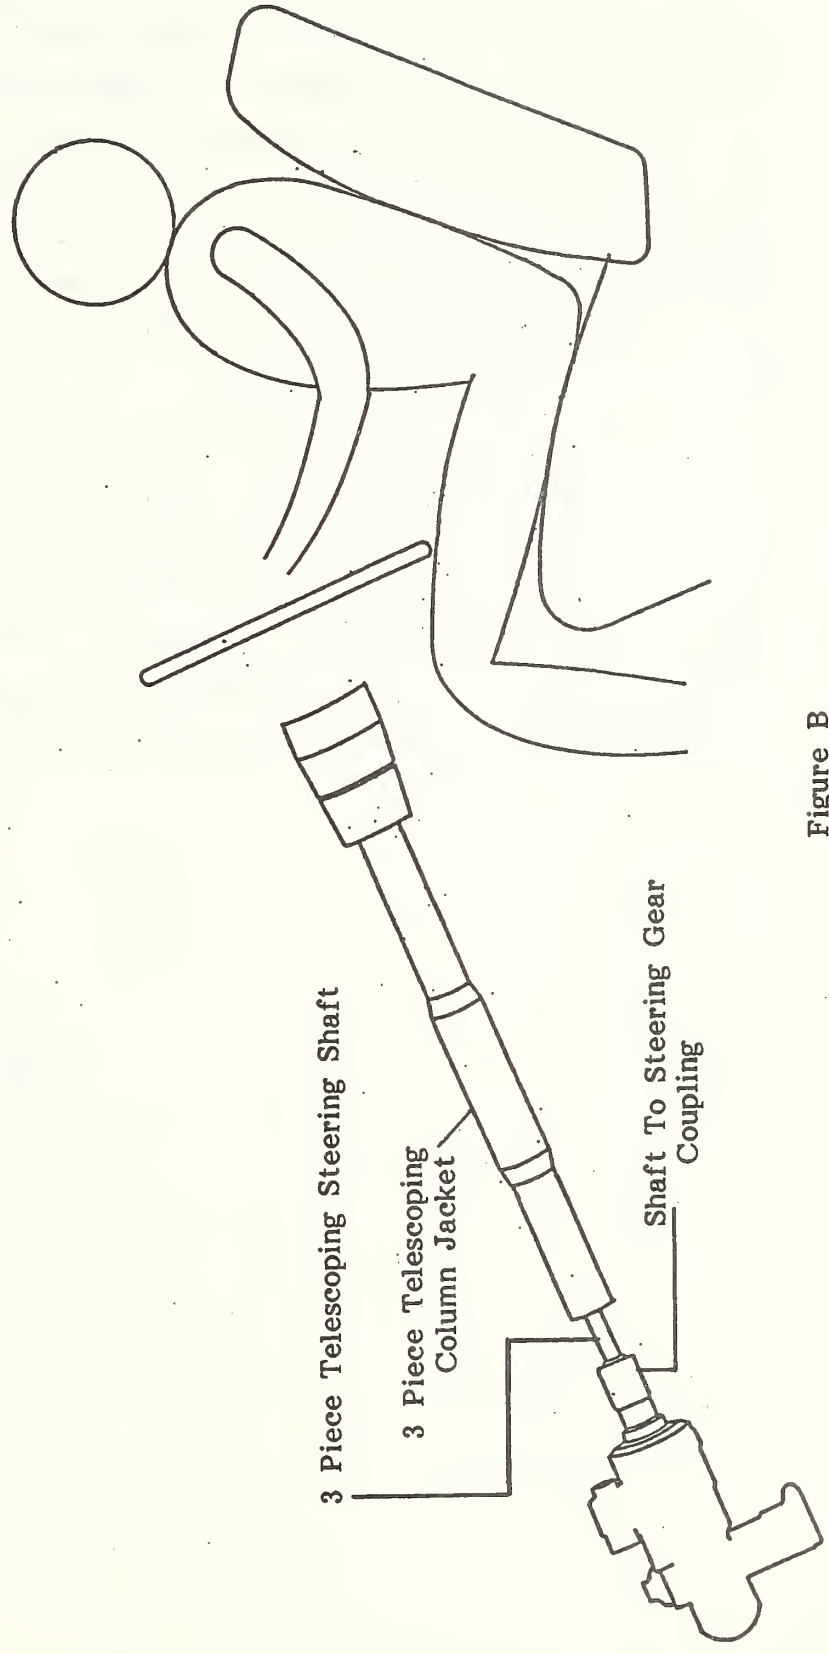 3 Piece Telescoping Steering Shaft
3 Piece Telescoping
Column Jacket
Shaft To Steering Gear
Coupling
Figure B